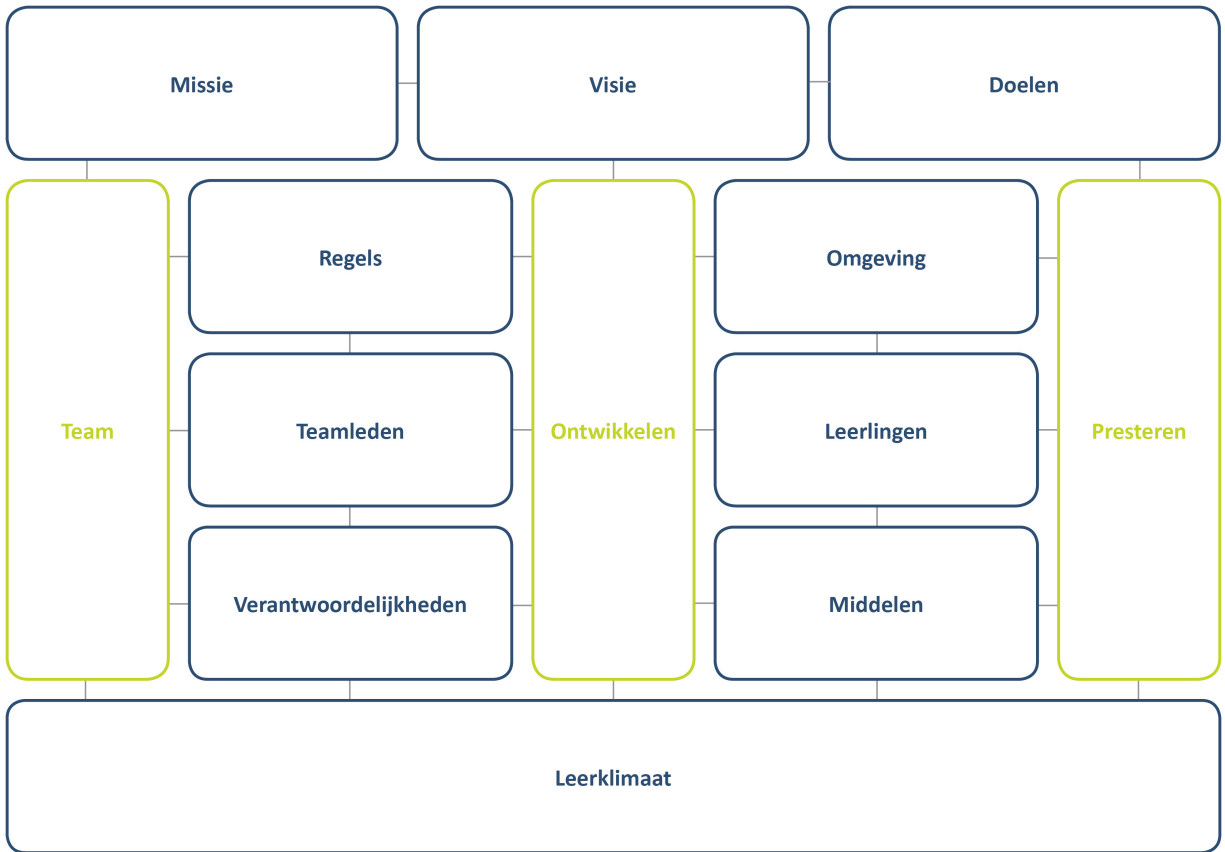 Missie
Visie
Doelen
Regels
Omgeving
Team
Teamleden
Ontwikkelen
Leerlingen
Presteren
Verantwoordelijkheden
Middelen
Leerklimaat